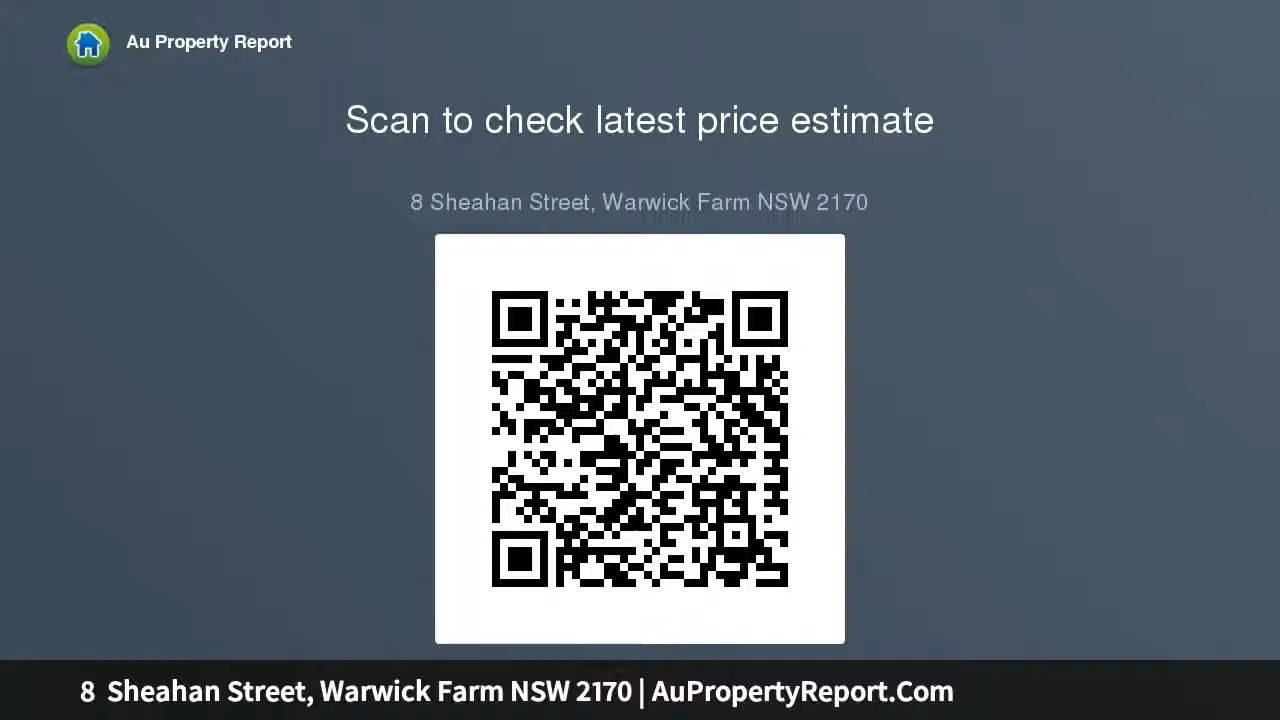 Au Property Report
Scan to check latest price estimate
8 Sheahan Street, Warwick Farm NSW 2170
8 Sheahan Street, Warwick Farm NSW 2170 | AuPropertyReport.Com